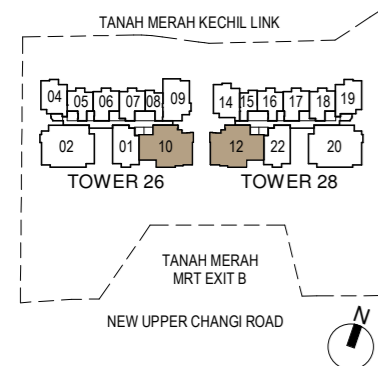 TANAH MERAH KECHIL LINK
04 05 06 07 08 09 14 15 16 17 18 19
02 01 10 12 22 20
TOWER 26 TOWER 28
TANAH MERAH
MRT EXIT B
NEW UPPER CHANGI ROAD
N